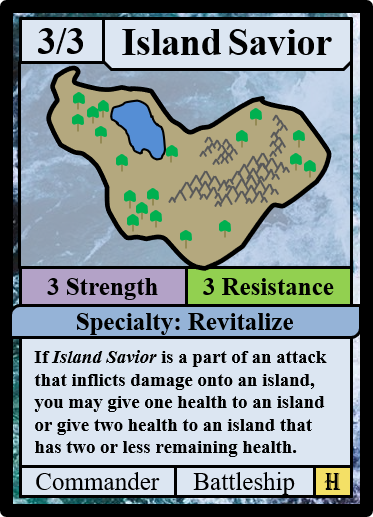 3/3
Island Savior
3 Strength
3 Resistance
Specialty: Revitalize
If Island Savior is a part of an attack
that inflicts damage onto an island,
you may give one health to an island
or give two health to an island that
has two or less remaining health.
Commander
Battleship
H